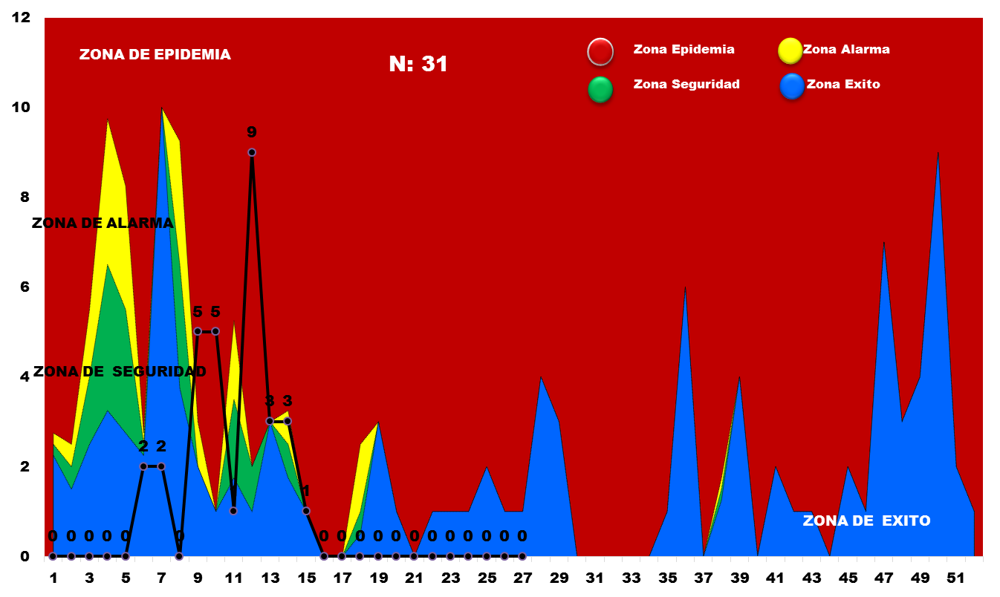 12
ZONA DE EPIDEMIA
N: 31
Zona Epidemia
Zona Alarma
Zona Seguridad
Zona Exito
10
9
8
ZONA DE ALARMA
6
5 5
4
ZONA DE SEGURIDAD
3 3
2
2 2
1
ZONA DE EXITO
0 0 0 0 0 0 0 0 0 0 0 0 0 0 0 0 0 0
0
1 3 5 7 9 11 13 15 17 19 21 23 25 27 29 31 33 35 37 39 41 43 45 47 49 51